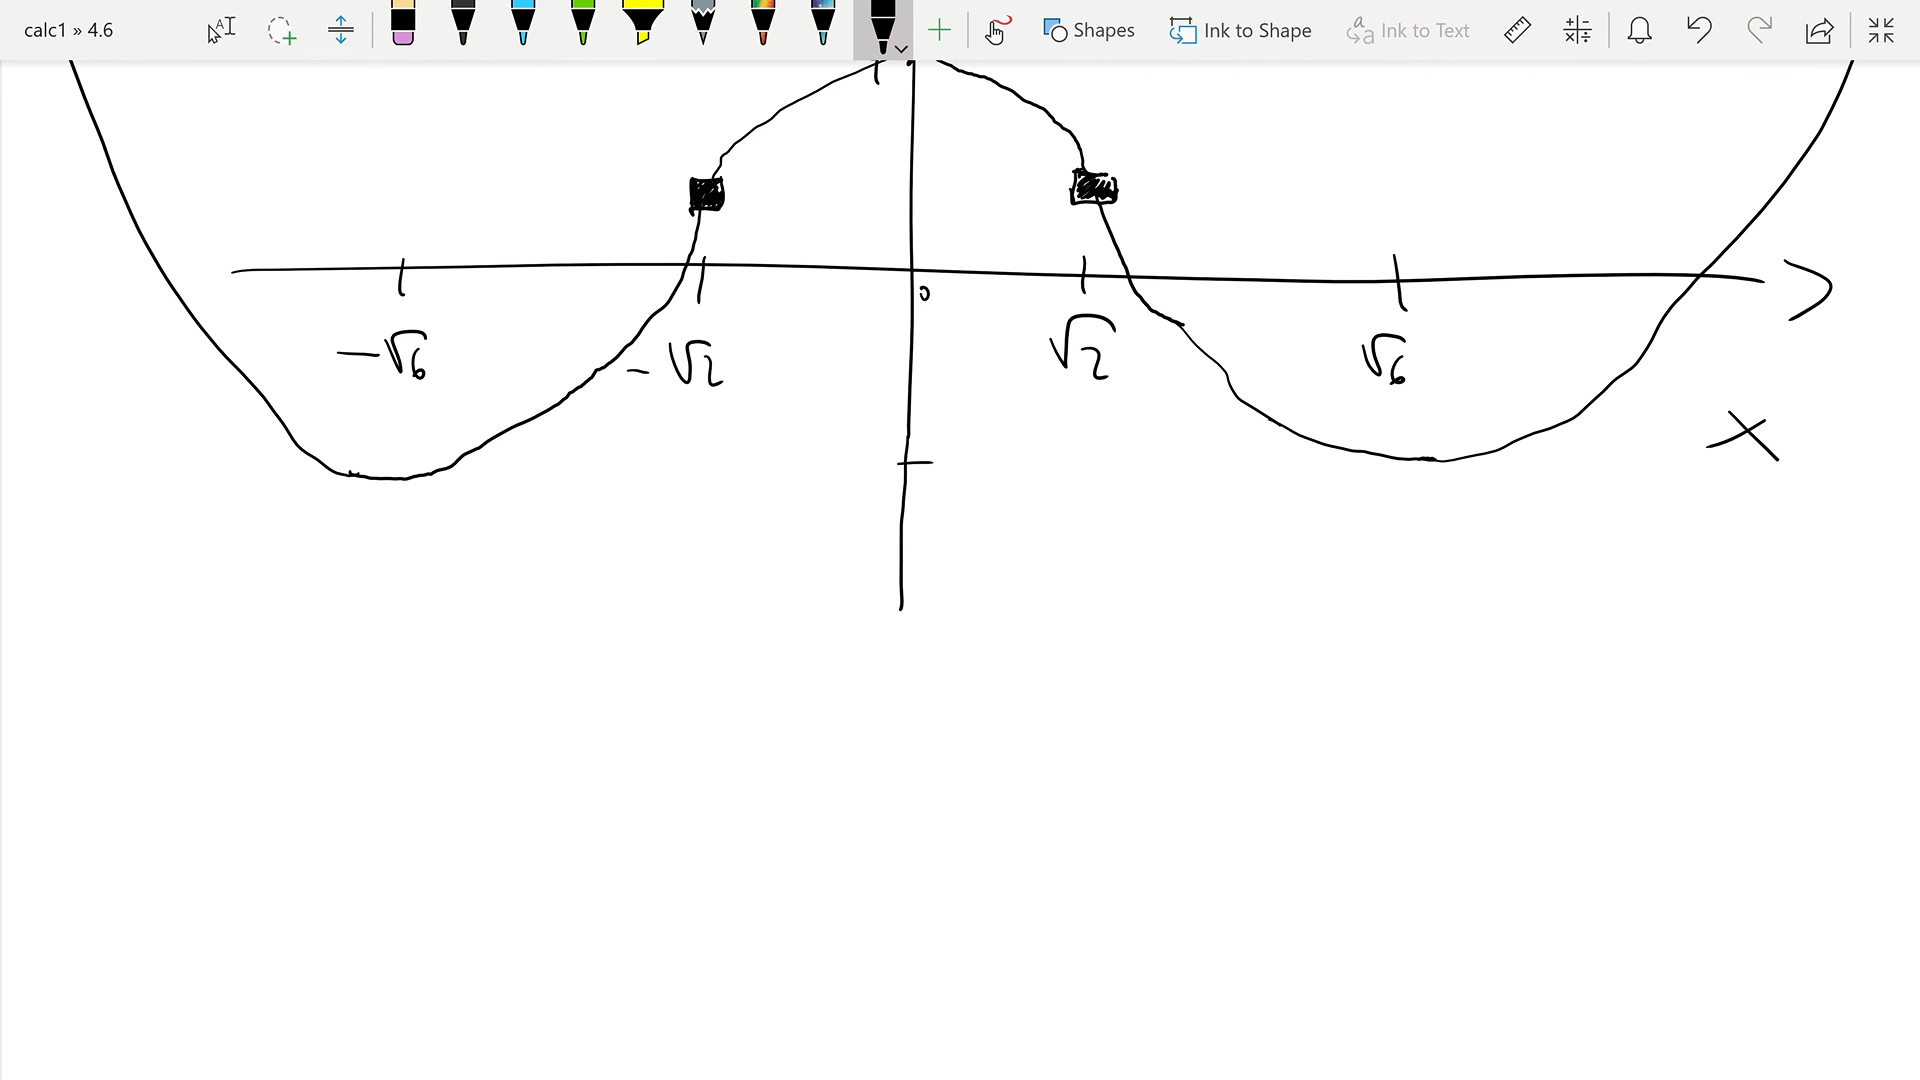 calc1 » 4.6
Shapes
Ink to Shape
Ink to Text
0
-√6
-√2
√2
√6
x